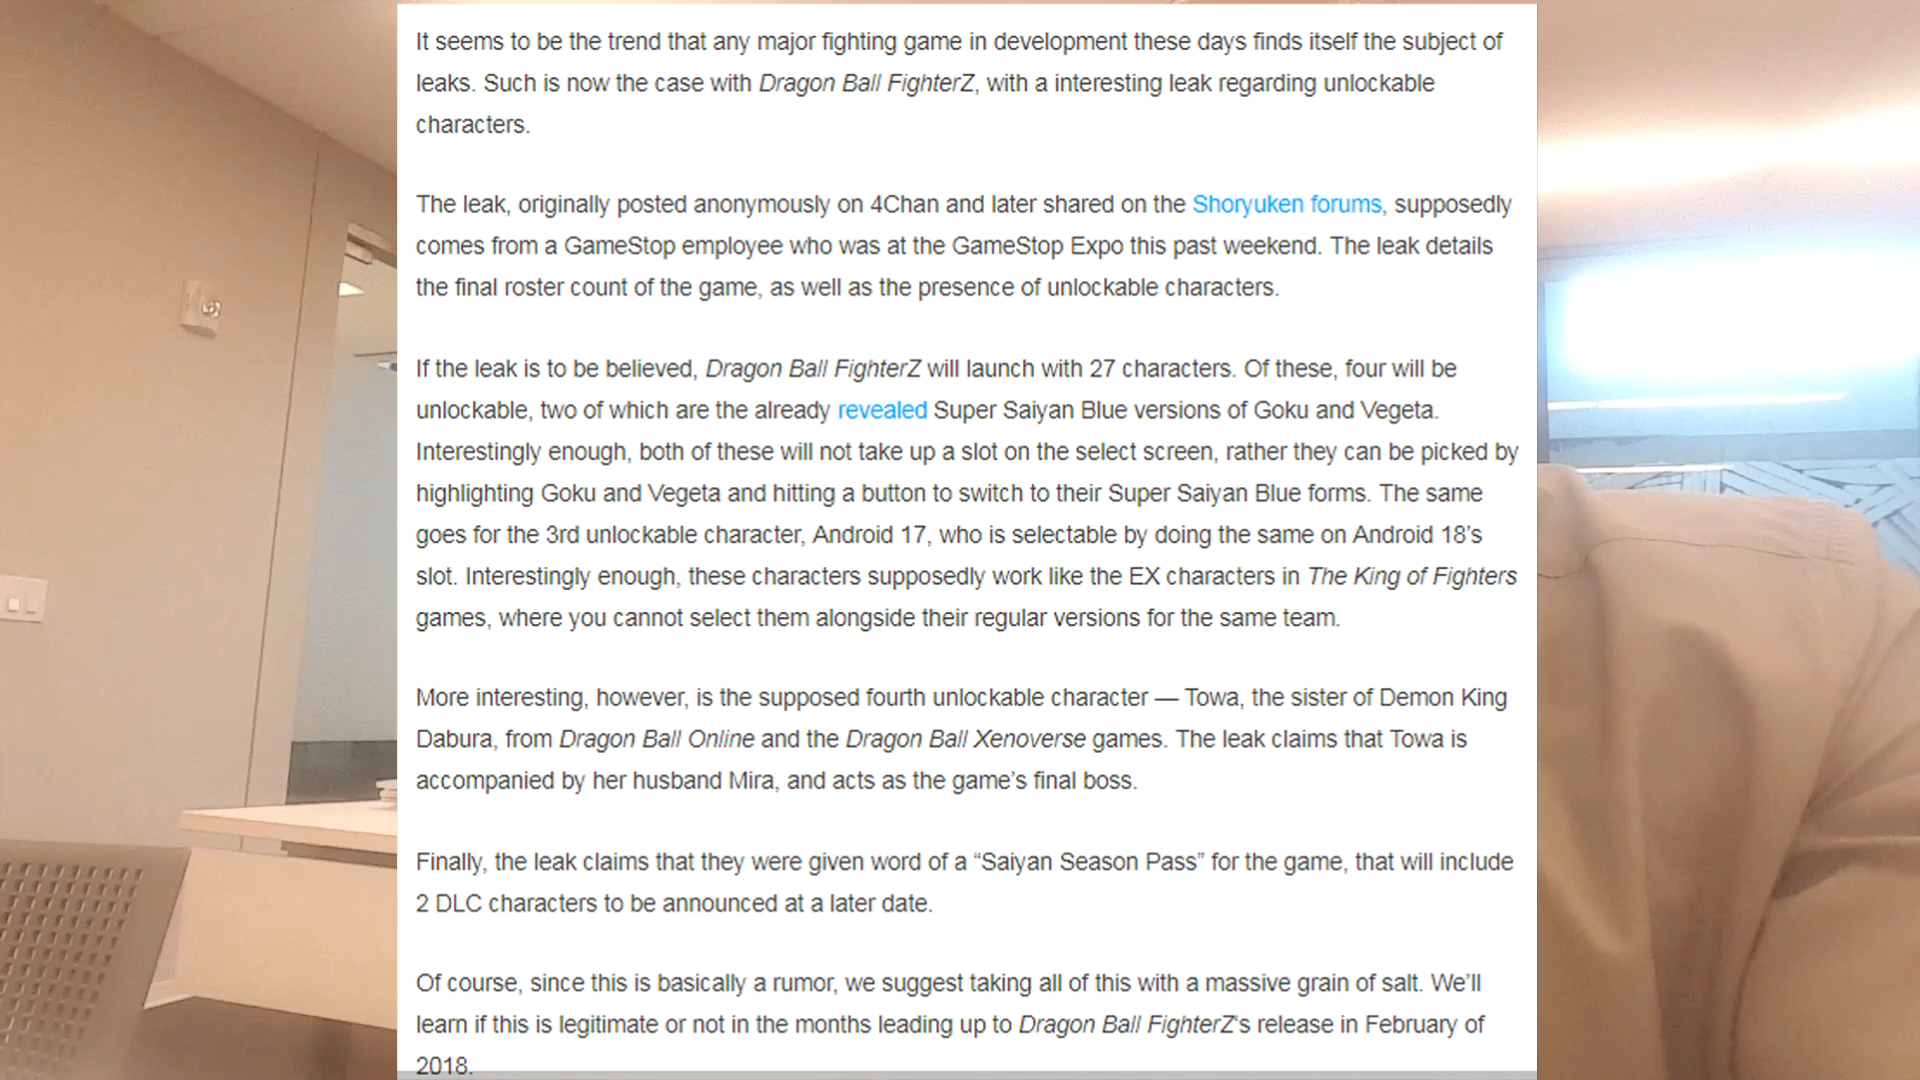 It seems to be the trend that any major fighting game in development these days finds itself the subject of
leaks. Such is now the case with Dragon Ball FighterZ, with a interesting leak regarding unlockable
characters.
The leak, originally posted anonymously on 4Chan and later shared on the Shoryuken forums, supposedly
comes from a GameStop employee who was at the GameStop Expo this past weekend. The leak details
the final roster count of the game, as well as the presence of unlockable characters.
If the leak is to be believed, Dragon Ball FighterZ will launch with 27 characters. Of these, four will be
unlockable, two of which are the already revealed Super Saiyan Blue versions of Goku and Vegeta.
Interestingly enough, both of these will not take up a slot on the select screen, rather they can be picked by
highlighting Goku and Vegeta and hitting a button to switch to their Super Saiyan Blue forms. The same
goes for the 3rd unlockable character, Android 17, who is selectable by doing the same on Android 18's
slot. Interestingly enough, these characters supposedly work like the EX characters in The King of Fighters
games, where you cannot select them alongside their regular versions for the same team.
More interesting, however, is the supposed fourth unlockable character — Towa, the sister of Demon King
Dabura, from Dragon Ball Online and the Dragon Ball Xenoverse games. The leak claims that Towa is
accompanied by her husband Mira, and acts as the game's final boss.
Finally, the leak claims that they were given word of a “Saiyan Season Pass” for the game, that will include
2 DLC characters to be announced at a later date.
Of course, since this is basically a rumor, we suggest taking all of this with a massive grain of salt. We'll
learn if this is legitimate or not in the months leading up to Dragon Ball FighterZ's release in February of
2018.